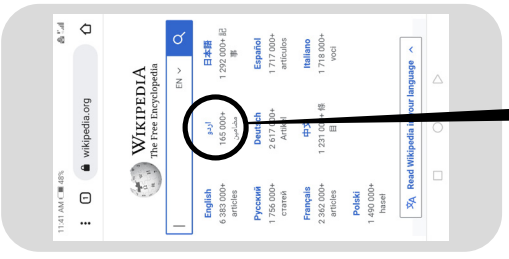 11:41 AM 48%
1 wikipedia.org
WIKIPEDIA
The Free Encyclopedia
EN
English
6 383 000+
articles
اردو
165 000+
مضامین
日本語
1 292 000+ 記
事
Русский
1 756 000+
статей
Deutsch
2 617 000+
Artikel
Español
1 717 000+
artículos
Français
2 362 000+
articles
中文
1 231 000+ 條
目
Italiano
1 718 000+
voci
Polski
1 490 000+
haseł
Read Wikipedia in your language